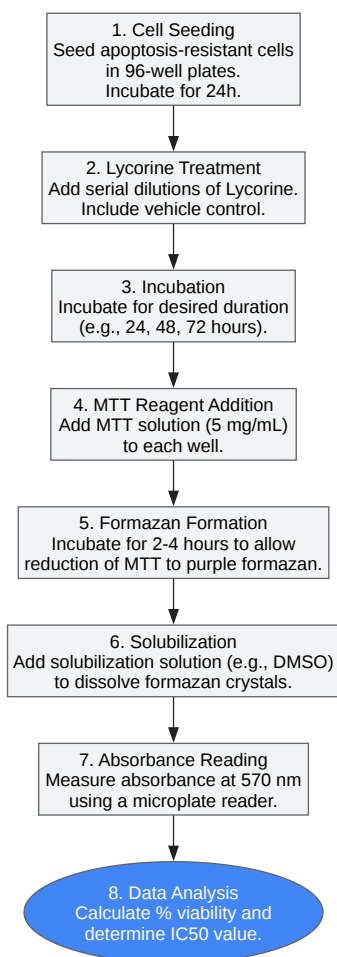 1. Cell Seeding
Seed apoptosis-resistant cells
in 96-well plates.
Incubate for 24h.
2. Lycorine Treatment
Add serial dilutions of Lycorine.
Include vehicle control.
3. Incubation
Incubate for desired duration
(e.g., 24, 48, 72 hours).
4. MTT Reagent Addition
Add MTT solution (5 mg/mL)
to each well.
5. Formazan Formation
Incubate for 2-4 hours to allow
reduction of MTT to purple formazan.
6. Solubilization
Add solubilization solution (e.g., DMSO)
to dissolve formazan crystals.
7. Absorbance Reading
Measure absorbance at 570 nm
using a microplate reader.
8. Data Analysis
Calculate % viability and
determine IC50 value.